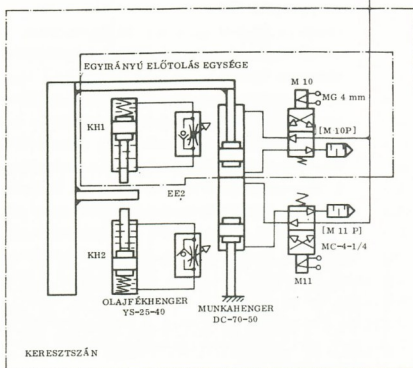 EGYIRÁNYÚ ELŐTOLÁS EGYSÉGE
M 10
MG 4 mm
KH1
[M 10P]
EE2
[M 11 P]
KH2
MC-4-1/4
M11
OLAJFÉKHENGER
YS-25-40
MUNKAHENGER
DC-70-50
KERESZTSZÁN